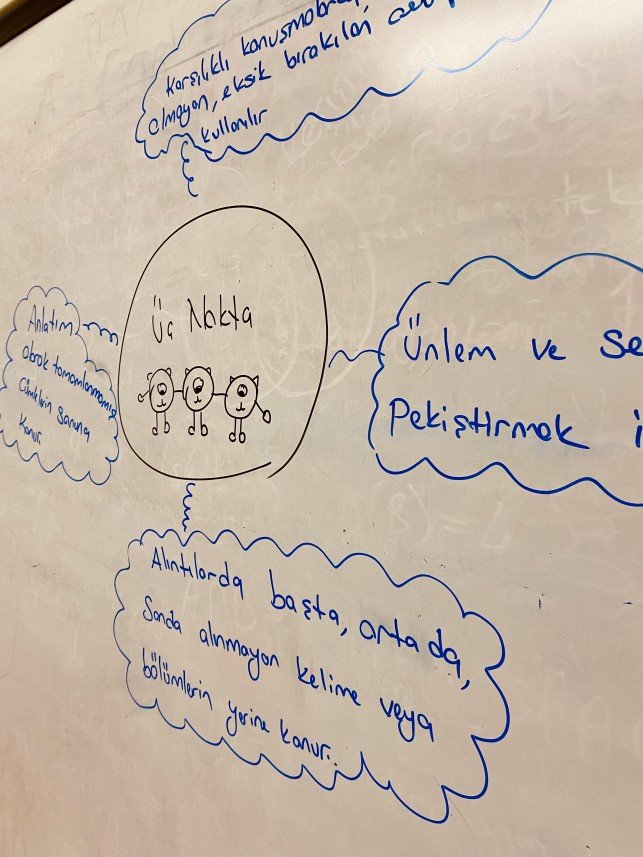 Karşılıklı konuşmalarda,
olmayan, eksik bırakılan
kullanılır
Üç Nokta
Anlatım
olarak tamamlanmamış
Cümlelerin Sonuna
Konur
Ünlem ve Se
Pekiştirmek i
Alıntılarda başta, ortada,
Sonda alınmayan kelime veya
bölümlerin yerine konur.